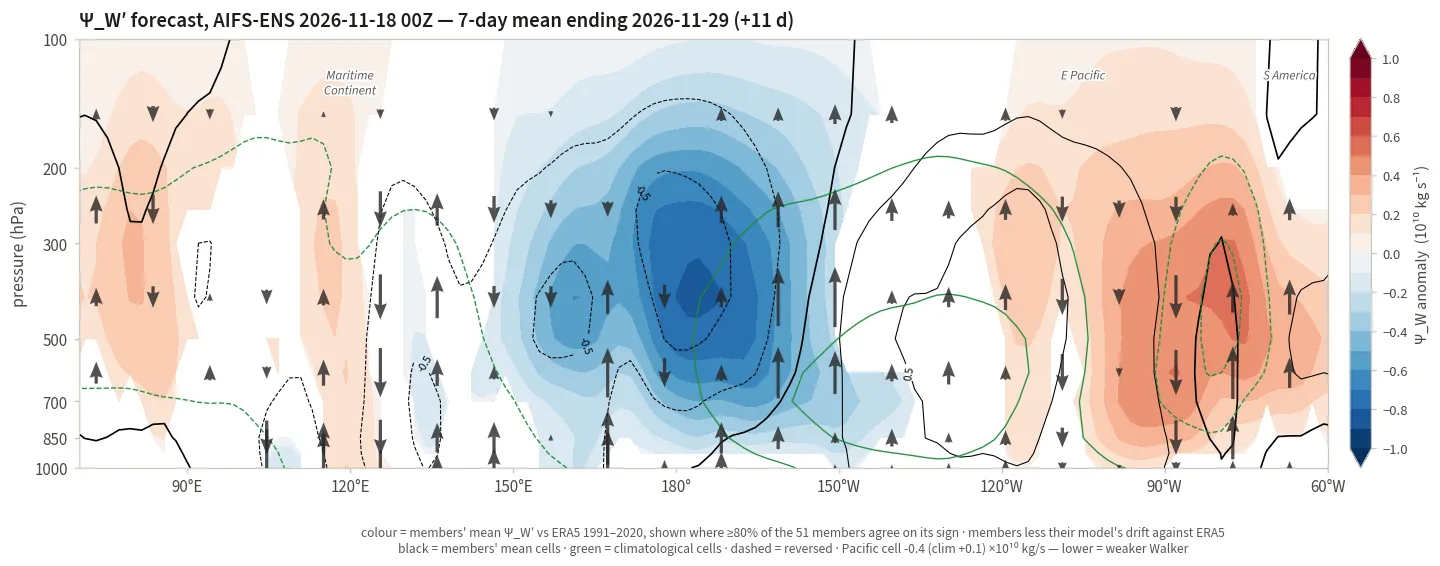 Ψ_W′ forecast, AIFS-ENS 2026-11-18 00Z — 7-day mean ending 2026-11-29 (+11 d)
100
200
300
400
500
700
850
1000
pressure (hPa)
Maritime
Continent
E Pacific
S America
-0.5
-0.5
-0.5
0.5
90°E
120°E
150°E
180°
150°W
120°W
90°W
60°W
1.0
0.8
0.6
0.4
0.2
0.0
−0.2
−0.4
−0.6
−0.8
−1.0
Ψ_W anomaly (10¹⁰ kg s⁻¹)
colour = members' mean Ψ_W′ vs ERA5 1991–2020, shown where ≥80% of the 51 members agree on its sign · members less their model's drift against ERA5
black = members' mean cells · green = climatological cells · dashed = reversed · Pacific cell -0.4 (clim +0.1) ×10¹⁰ kg/s — lower = weaker Walker